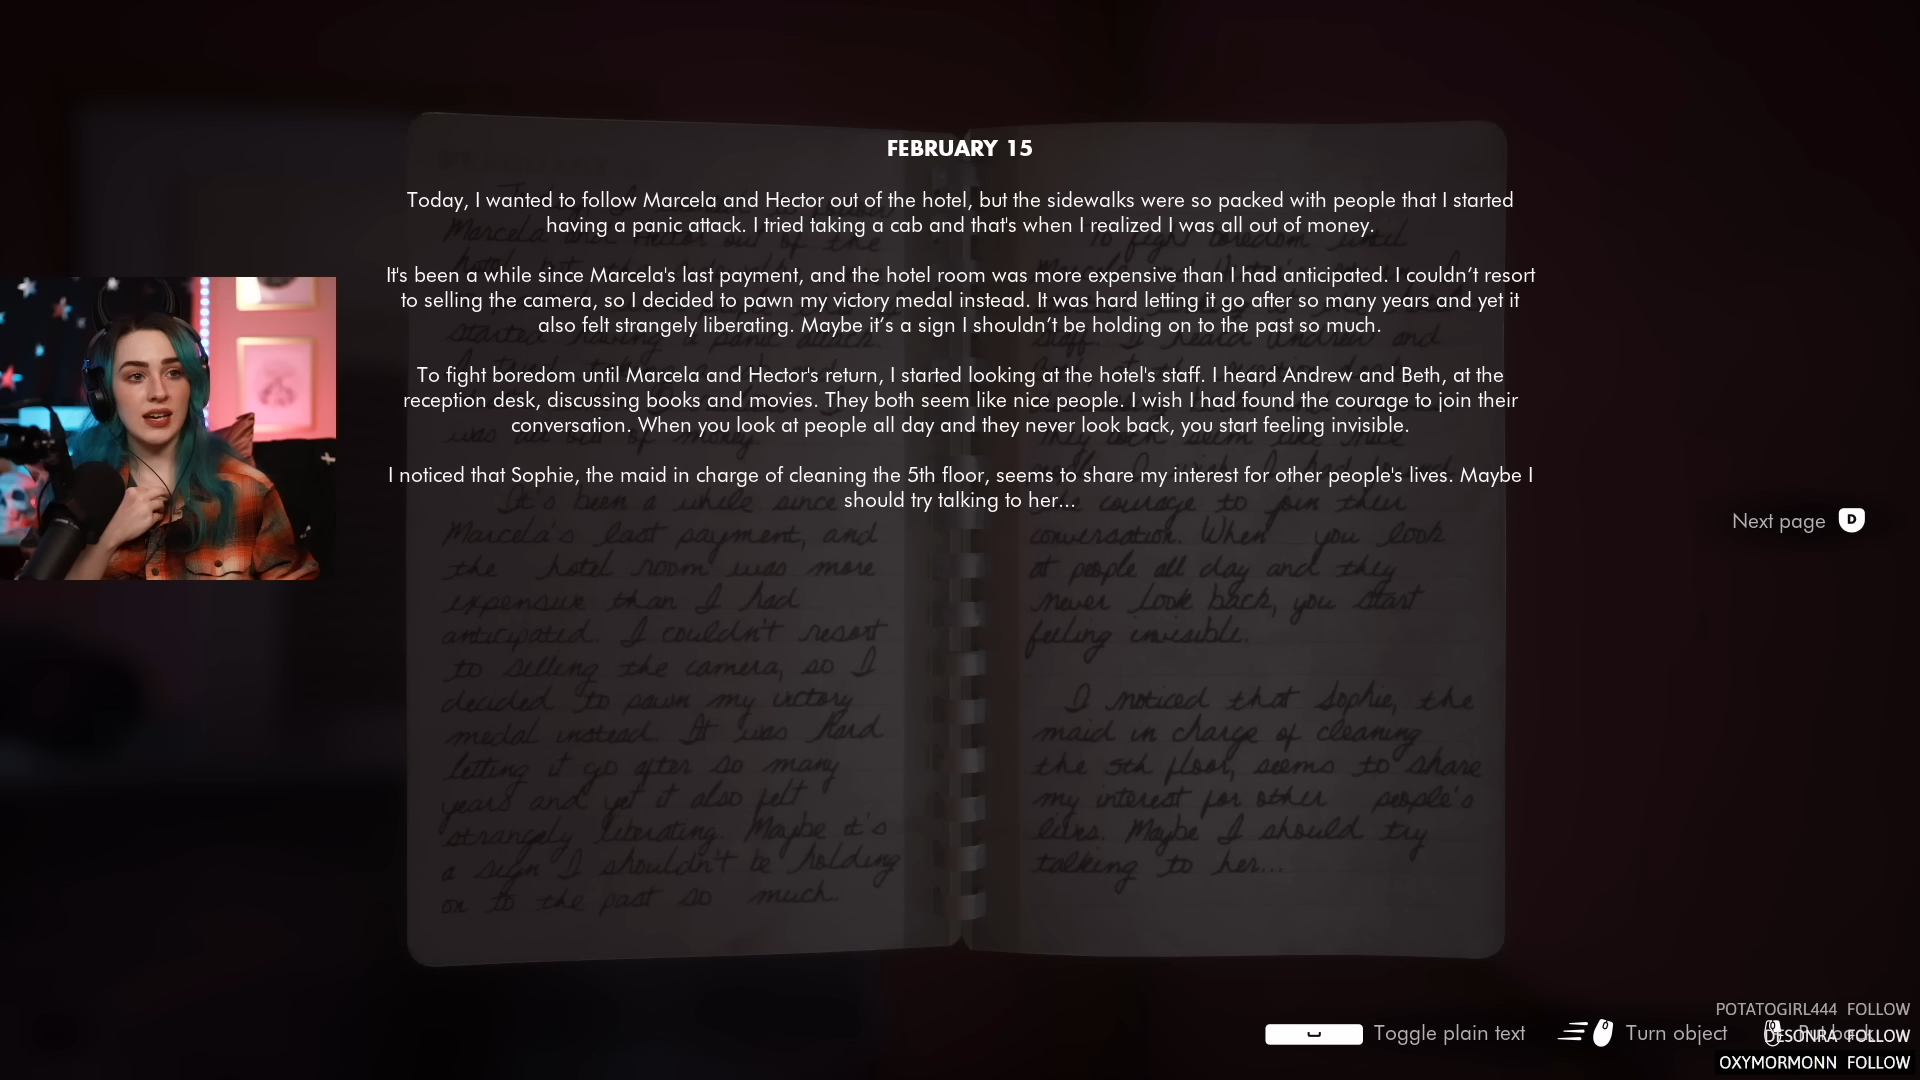 FEBRUARY 15
Today, I wanted to follow Marcela and Hector out of the hotel, but the sidewalks were so packed with people that I started
having a panic attack. I tried taking a cab and that's when I realized I was all out of money.
It's been a while since Marcela's last payment, and the hotel room was more expensive than I had anticipated. I couldn’t resort
to selling the camera, so I decided to pawn my victory medal instead. It was hard letting it go after so many years and yet it
also felt strangely liberating. Maybe it’s a sign I shouldn’t be holding on to the past so much.
To fight boredom until Marcela and Hector's return, I started looking at the hotel's staff. I heard Andrew and Beth, at the
reception desk, discussing books and movies. They both seem like nice people. I wish I had found the courage to join their
conversation. When you look at people all day and they never look back, you start feeling invisible.
I noticed that Sophie, the maid in charge of cleaning the 5th floor, seems to share my interest for other people's lives. Maybe I
should try talking to her...
It's been a while since
Marcela's last payment, and
the hotel room was more
expensive than I had
anticipated. I couldn't resort
to selling the camera, so I
decided to pawn my victory
medal instead. It was hard
letting it go after so many
years and yet it also felt
strangely liberating. Maybe it's
a sign I shouldn't be holding
on to the past so much.
courage to join their
conversation. When you look
at people all day and they
never look back, you start
feeling invisible.
I noticed that Sophie, the
maid in charge of cleaning
the 5th floor, seems to share
my interest for other people's
lives. Maybe I should try
talking to her...
Next page D
Toggle plain text
Turn object
POTATOGIRL444 FOLLOW
DESONRA FOLLOW
OXYMORMONN FOLLOW